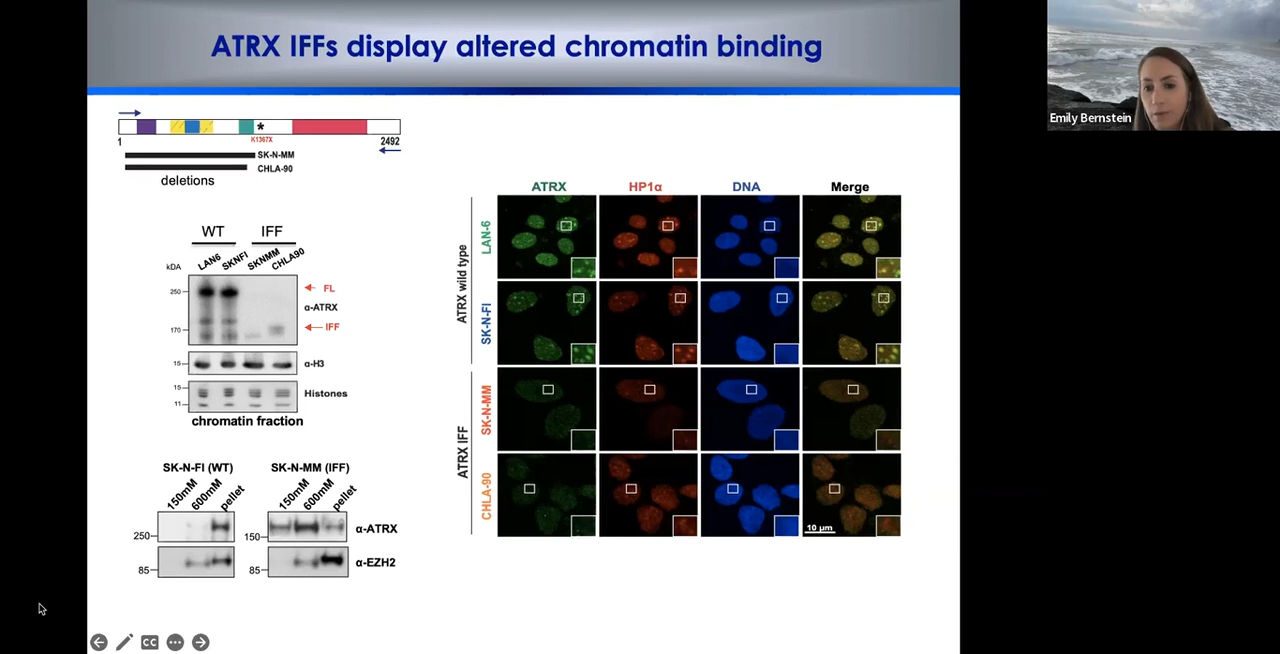 ATRX IFFs display altered chromatin binding
Emily Bernstein
*
K1367X
1
2492
SK-N-MM
CHLA-90
deletions
WT
IFF
LAN6
SKNFI
SKNMM
CHLA90
kDA
250
FL
α-ATRX
170
IFF
15
α-H3
15
11
Histones
chromatin fraction
SK-N-FI (WT)
SK-N-MM (IFF)
150mM
600mM
pellet
150mM
600mM
pellet
250
150
α-ATRX
85
85
α-EZH2
ATRX
HP1α
DNA
Merge
ATRX wild type
LAN-6
SK-N-FI
ATRX IFF
SK-N-MM
CHLA-90
10 µm
CC